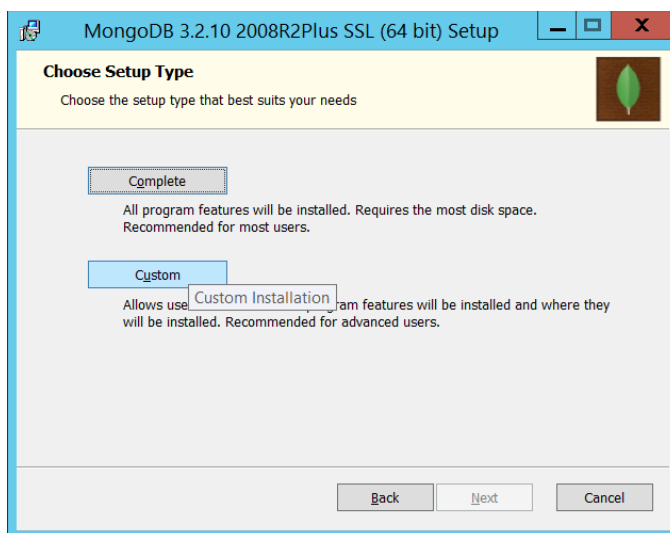 MongoDB 3.2.10 2008R2Plus SSL (64 bit) Setup
Choose Setup Type
Choose the setup type that best suits your needs
Complete
All program features will be installed. Requires the most disk space.
Recommended for most users.
Custom
Custom Installation
Allows use ram features will be installed and where they
will be installed. Recommended for advanced users.
Back Next Cancel